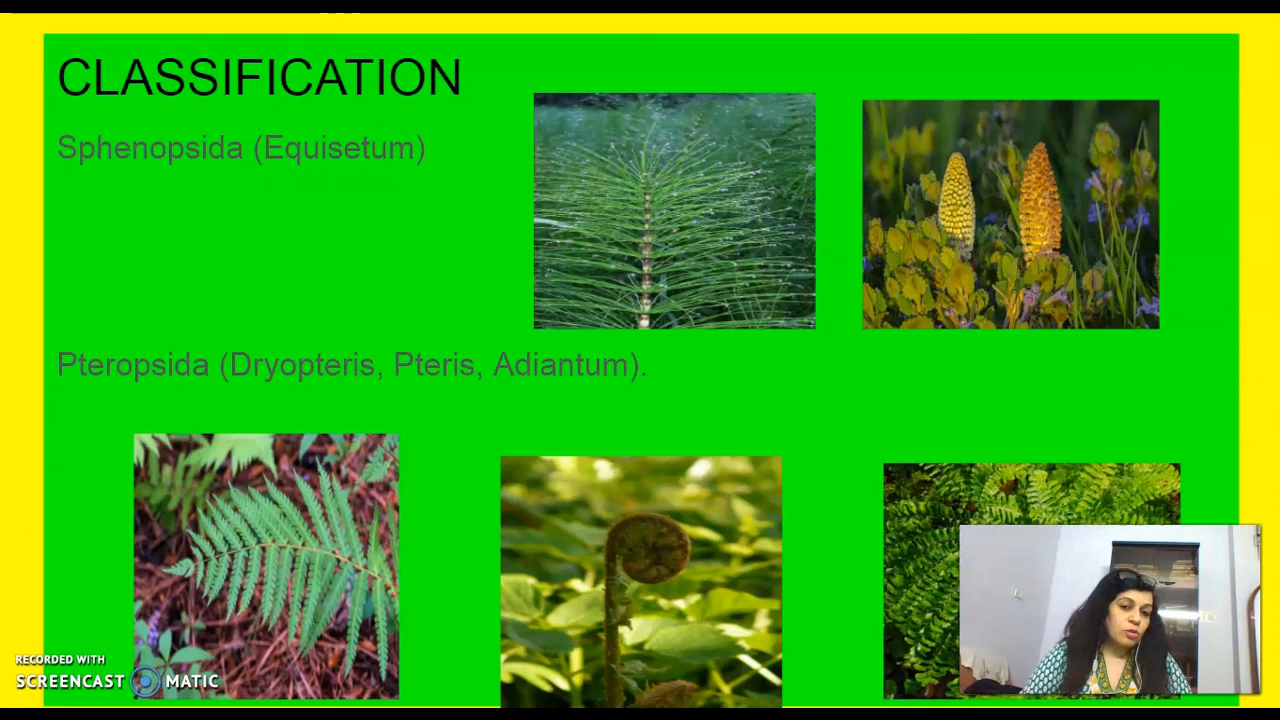 CLASSIFICATION
Sphenopsida (Equisetum)
Pteropsida (Dryopteris, Pteris, Adiantum).
RECORDED WITH
SCREENCAST MATIC